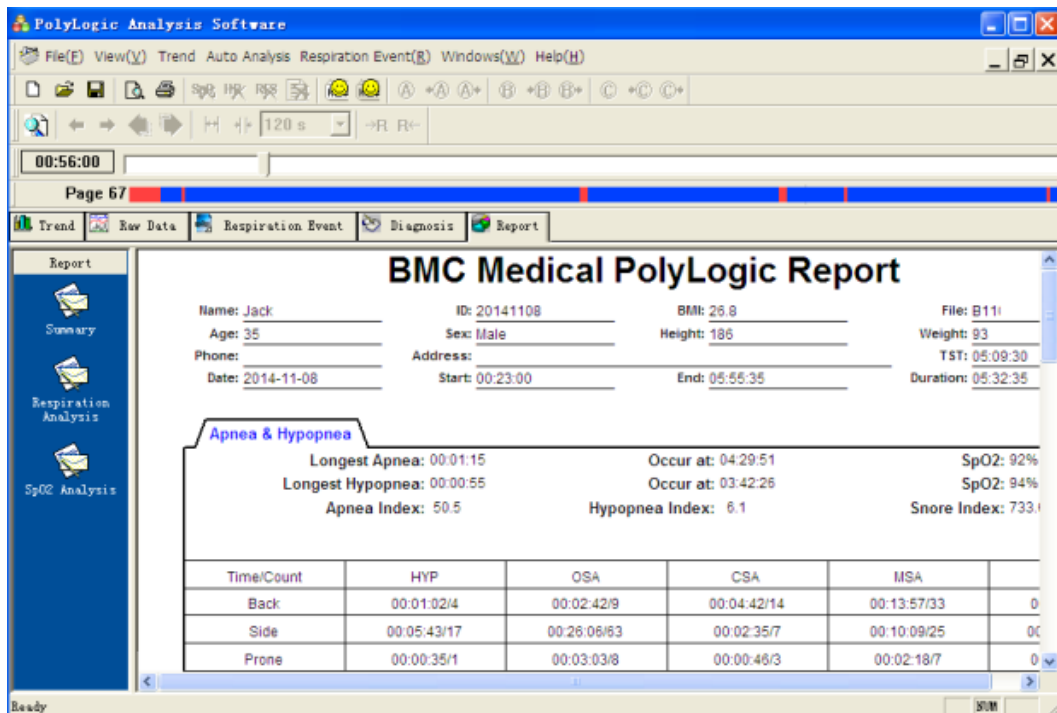 PolyLogic Analysis Software
File(F) View(V) Trend Auto Analysis Respiration Event(R) Windows(W) Help(H)
120 s
→R R←
00:56:00
Page 67
Trend Raw Data Respiration Event Diagnosis Report
Report
Summary
Respiration
Analysis
SpO2 Analysis
BMC Medical PolyLogic Report
Name: Jack ID: 20141108 BMI: 26.8 File: B11
Age: 35 Sex: Male Height: 186 Weight: 93
Phone: Address: TST: 05:09:30
Date: 2014-11-08 Start: 00:23:00 End: 05:55:35 Duration: 05:32:35
Apnea & Hypopnea
Longest Apnea: 00:01:15 Occur at: 04:29:51 SpO2: 92%
Longest Hypopnea: 00:00:55 Occur at: 03:42:26 SpO2: 94%
Apnea Index: 50.5 Hypopnea Index: 6.1 Snore Index: 733.
Time/Count HYP OSA CSA MSA
Back 00:01:02/4 00:02:42/9 00:04:42/14 00:13:57/33 0
Side 00:05:43/17 00:26:06/63 00:02:35/7 00:10:09/25
Prone 00:00:35/1 00:03:03/8 00:00:46/3 00:02:18/7 0
Ready NUM